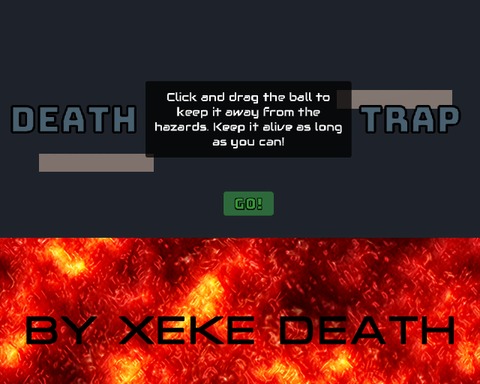 Click and drag the ball to
keep it away from the
hazards. Keep it alive as long
as you can!
DEATH TRAP
GO!
BY XEKE DEATH